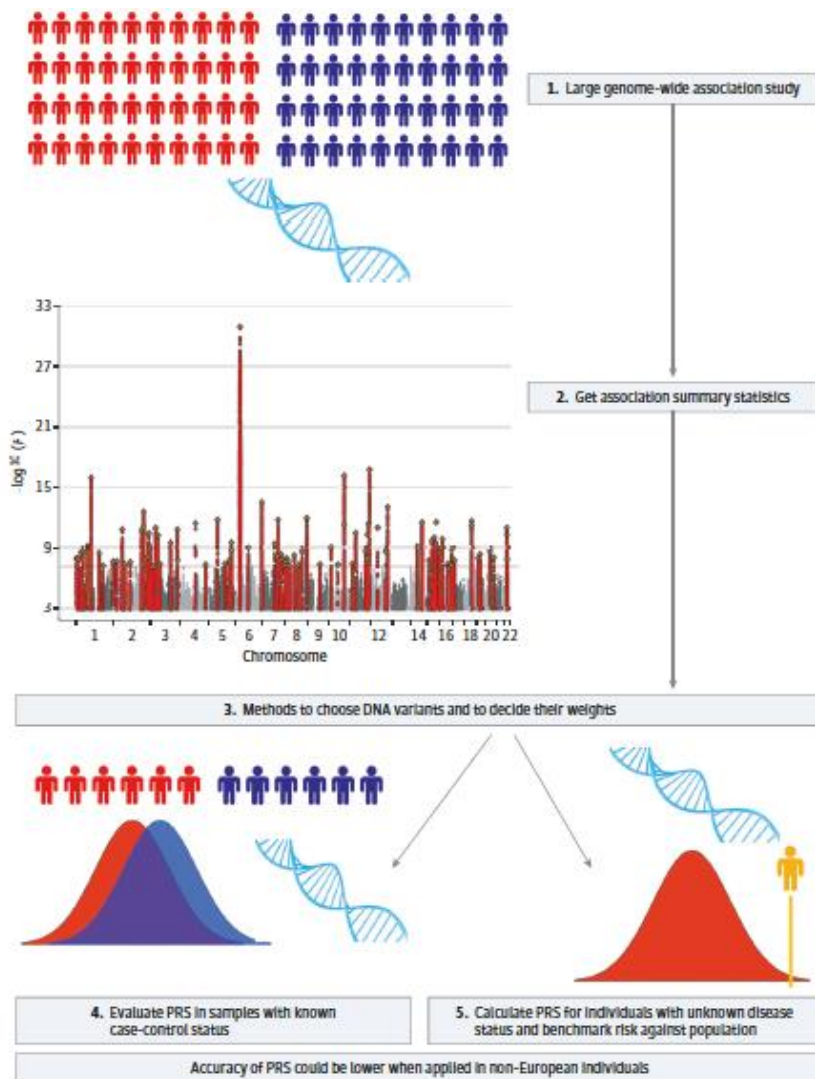 1. Large genome-wide association study
33
27
21
15
9
3
-log10 (P)
1 2 3 4 5 6 7 8 9 10 12 14 16 18 20 22
Chromosome
2. Get association summary statistics
3. Methods to choose DNA variants and to decide their weights
4. Evaluate PRS in samples with known
case-control status
5. Calculate PRS for individuals with unknown disease
status and benchmark risk against population
Accuracy of PRS could be lower when applied in non-European individuals